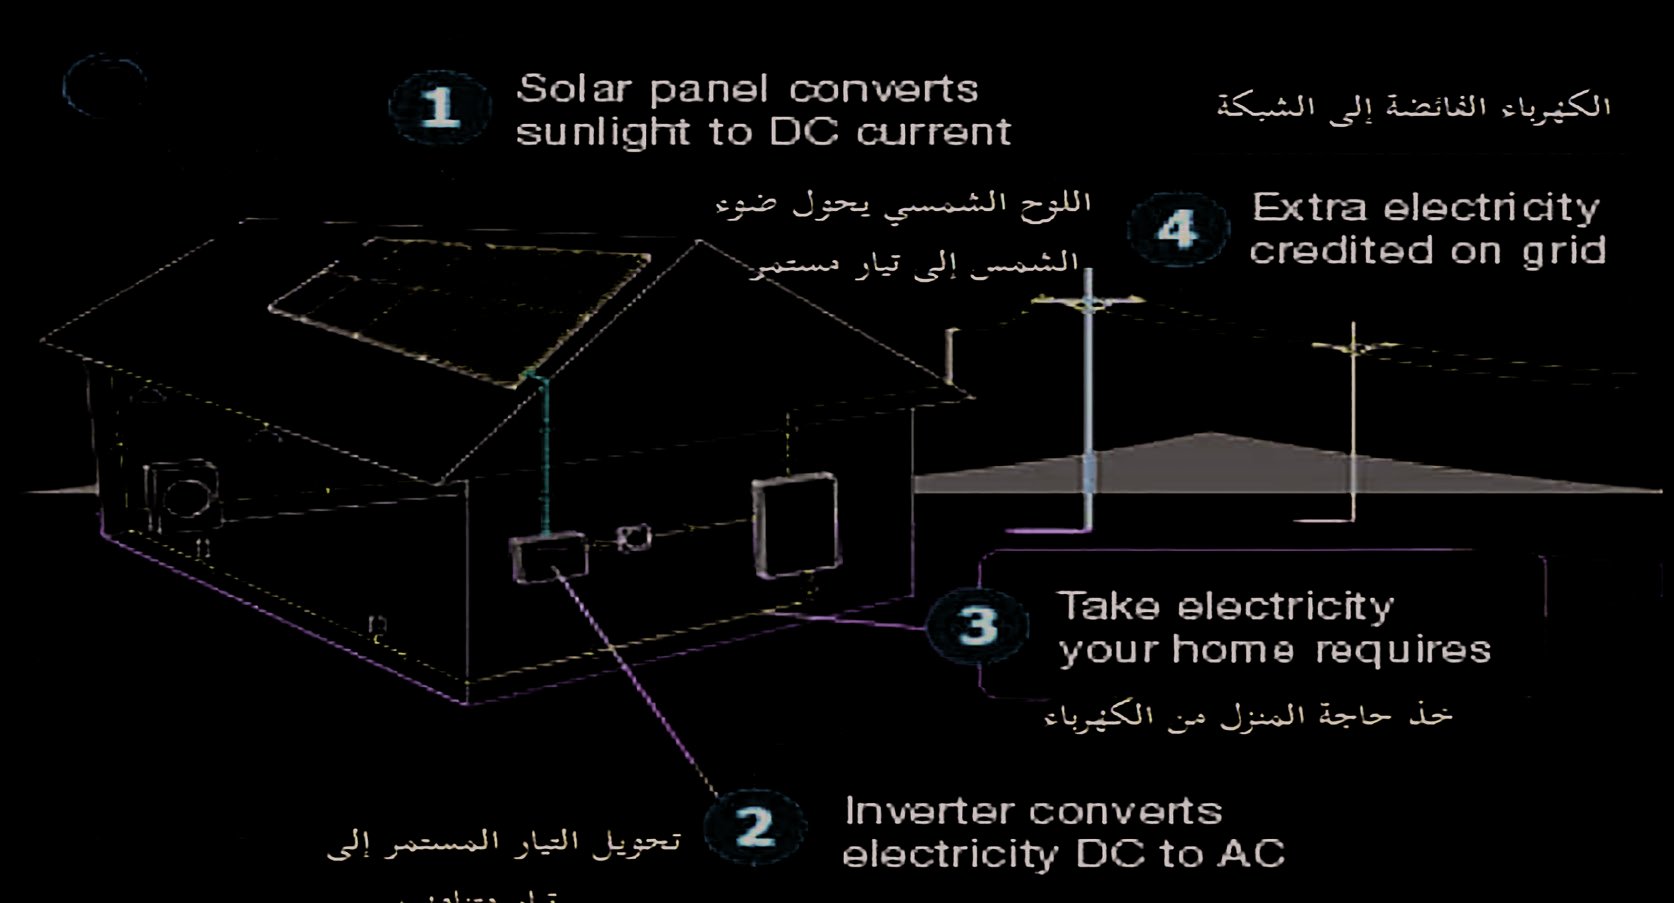 Solar panel converts
sunlight to DC current
1
اللوح الشمسي يحول ضوء
الشمس إلى تيار مستمر
الكهرباء الفائضة إلى الشبكة
4
Extra electricity
credited on grid
3
Take electricity
your home requires
خذ حاجة المنزل من الكهرباء
2
Inverter converts
electricity DC to AC
تحويل التيار المستمر إلى